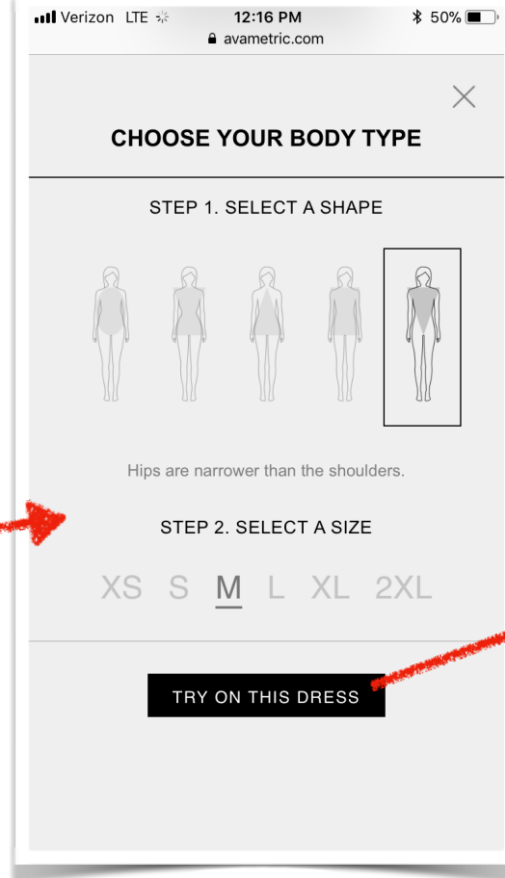 Verizon LTE 12:16 PM 50%
avametric.com
CHOOSE YOUR BODY TYPE
STEP 1. SELECT A SHAPE
Hips are narrower than the shoulders.
STEP 2. SELECT A SIZE
XS S M L XL 2XL
TRY ON THIS DRESS